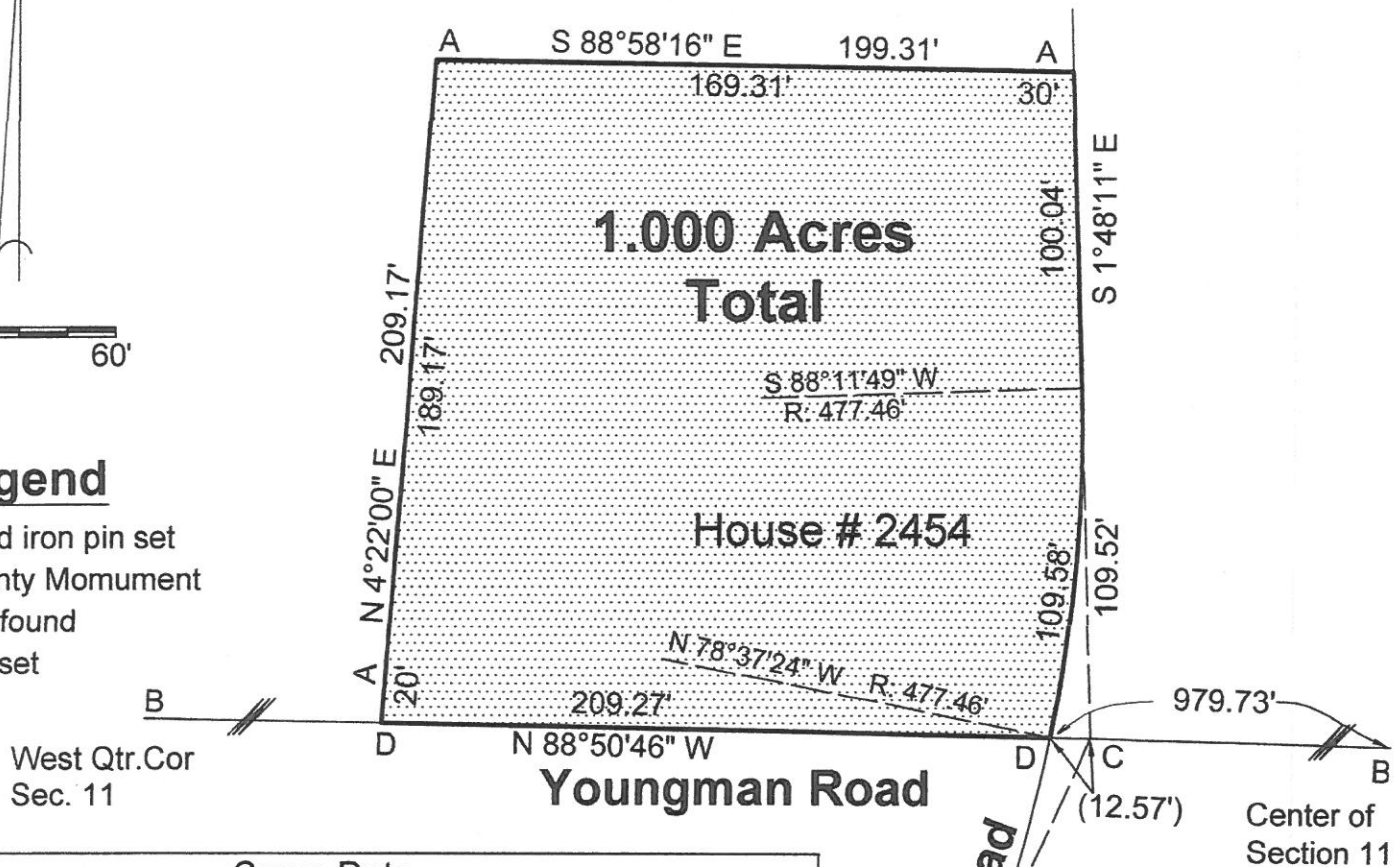 A
S 88°58'16" E
199.31'
A
169.31'
30'
S 1°48'11" E
100.04'
1.000 Acres
Total
209.17'
189.17'
60'
S 88°11'49" W
R: 477.46'
N 4°22'00" E
gend
d iron pin set
nty Momument
found
set
House # 2454
109.58'
109.52'
N 78°37'24" W R: 477.46'
A
20'
209.27'
979.73'
B
D
N 88°50'46" W
D
C
B
West Qtr.Cor
Sec. 11
Youngman Road
(12.57')
Center of
Section 11
ad